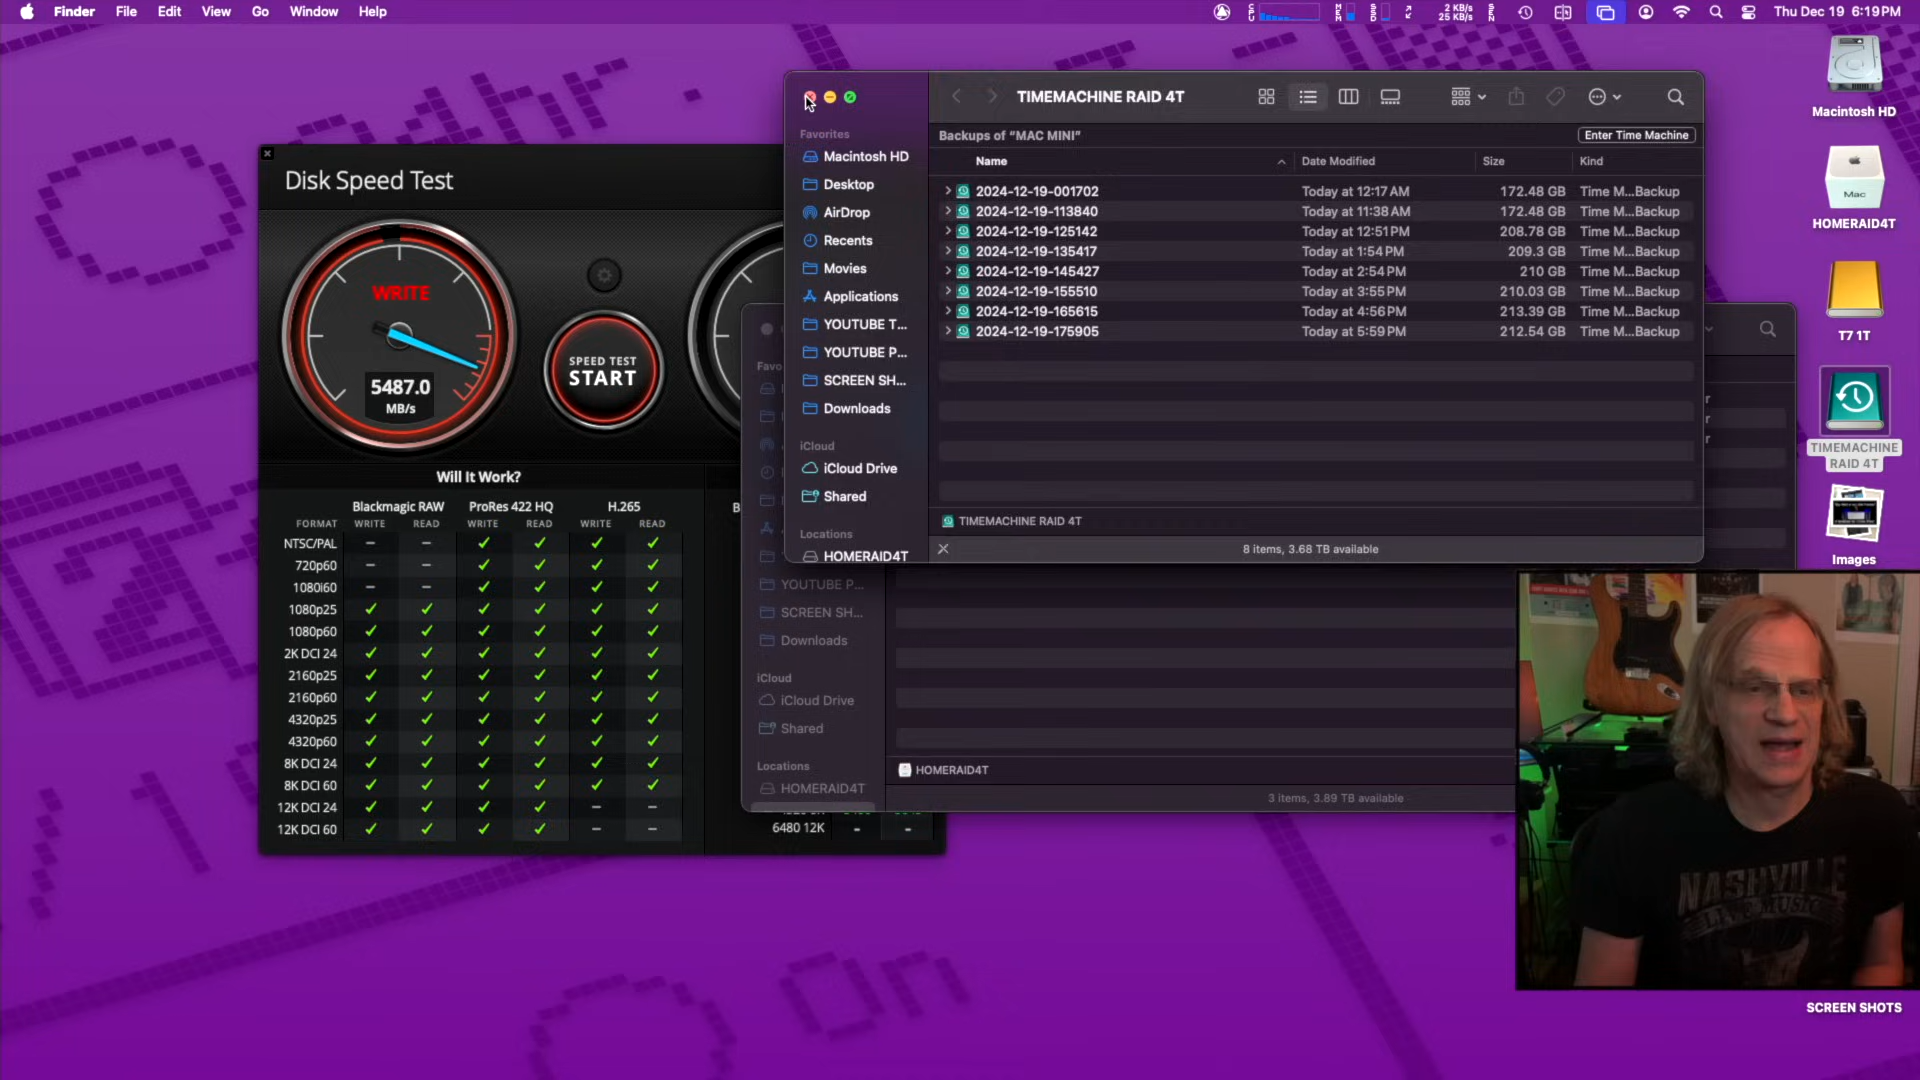 Finder File Edit View Go Window Help
2 KB/s
25 KB/s
Thu Dec 19 6:19 PM
TIMEMACHINE RAID 4T
Backups of “MAC MINI”
Enter Time Machine
Name Date Modified Size Kind
2024-12-19-001702 Today at 12:17 AM 172.48 GB Time M...Backup
2024-12-19-113840 Today at 11:38 AM 172.48 GB Time M...Backup
2024-12-19-125142 Today at 12:51 PM 208.78 GB Time M...Backup
2024-12-19-135417 Today at 1:54 PM 209.3 GB Time M...Backup
2024-12-19-145427 Today at 2:54 PM 210 GB Time M...Backup
2024-12-19-155510 Today at 3:55 PM 210.03 GB Time M...Backup
2024-12-19-165615 Today at 4:56 PM 213.39 GB Time M...Backup
2024-12-19-175905 Today at 5:59 PM 212.54 GB Time M...Backup
TIMEMACHINE RAID 4T
8 items, 3.68 TB available
Favorites
Macintosh HD
Desktop
AirDrop
Recents
Movies
Applications
YOUTUBE T...
YOUTUBE P...
SCREEN SH...
Downloads
iCloud
iCloud Drive
Shared
Locations
HOMERAID4T
Disk Speed Test
WRITE
5487.0
MB/s
SPEED TEST
START
Will It Work?
Blackmagic RAW ProRes 422 HQ H.265
FORMAT WRITE READ WRITE READ WRITE READ
NTSC/PAL – – ✓ ✓ ✓ ✓
720p60 – – ✓ ✓ ✓ ✓
1080i60 – – ✓ ✓ ✓ ✓
1080p25 ✓ ✓ ✓ ✓ ✓ ✓
1080p60 ✓ ✓ ✓ ✓ ✓ ✓
2K DCI 24 ✓ ✓ ✓ ✓ ✓ ✓
2160p25 ✓ ✓ ✓ ✓ ✓ ✓
2160p60 ✓ ✓ ✓ ✓ ✓ ✓
4320p25 ✓ ✓ ✓ ✓ ✓ ✓
4320p60 ✓ ✓ ✓ ✓ ✓ ✓
8K DCI 24 ✓ ✓ ✓ ✓ ✓ ✓
8K DCI 60 ✓ ✓ ✓ ✓ ✓ ✓
12K DCI 24 ✓ ✓ ✓ ✓ – –
12K DCI 60 ✓ ✓ ✓ ✓ – –
6480 12K – –
YOUTUBE P...
SCREEN SH...
Downloads
iCloud
iCloud Drive
Shared
Locations
HOMERAID4T
HOMERAID4T
3 items, 3.89 TB available
Macintosh HD
Mac
HOMERAID4T
T7 1T
TIMEMACHINE
RAID 4T
Images
NASHVILLE
LIVE MUSIC
SCREEN SHOTS